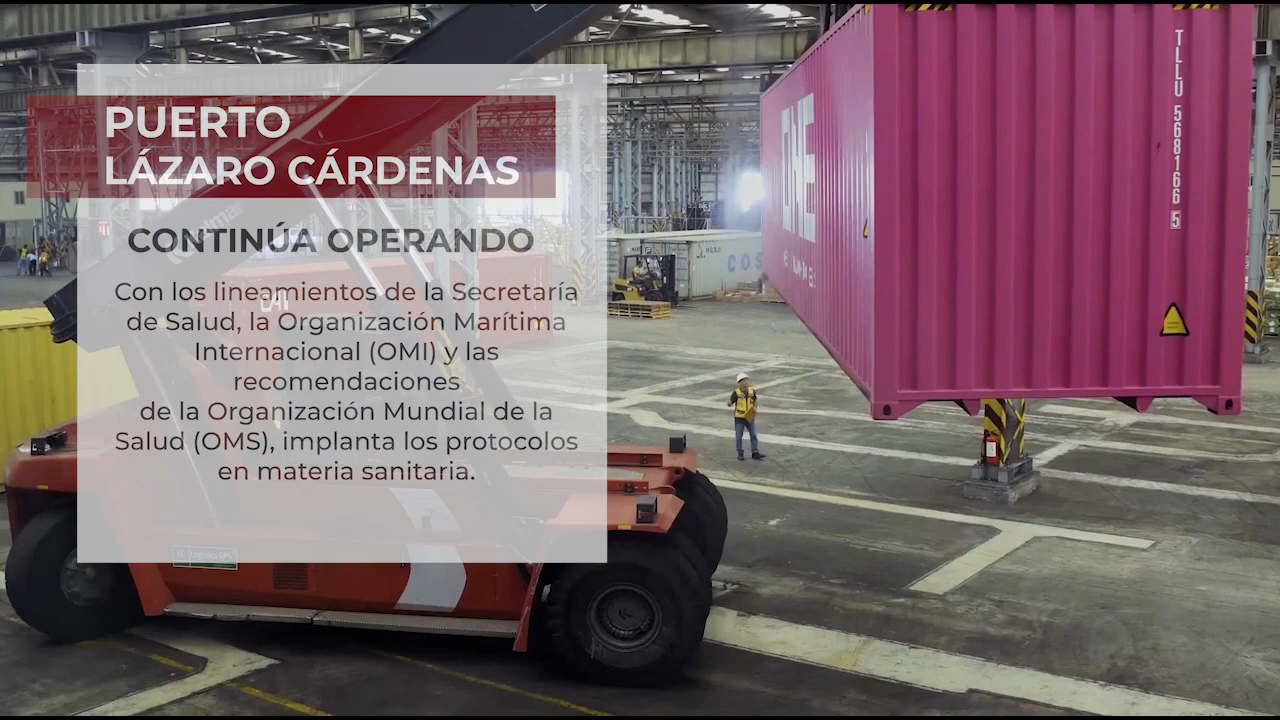 PUERTO
LÁZARO CÁRDENAS
CONTINÚA OPERANDO
Con los lineamientos de la Secretaría
de Salud, la Organización Marítima
Internacional (OMI) y las
recomendaciones
de la Organización Mundial de la
Salud (OMS), implanta los protocolos
en materia sanitaria.
Logistics GPS
ONE
TLLU 568166 5
COS